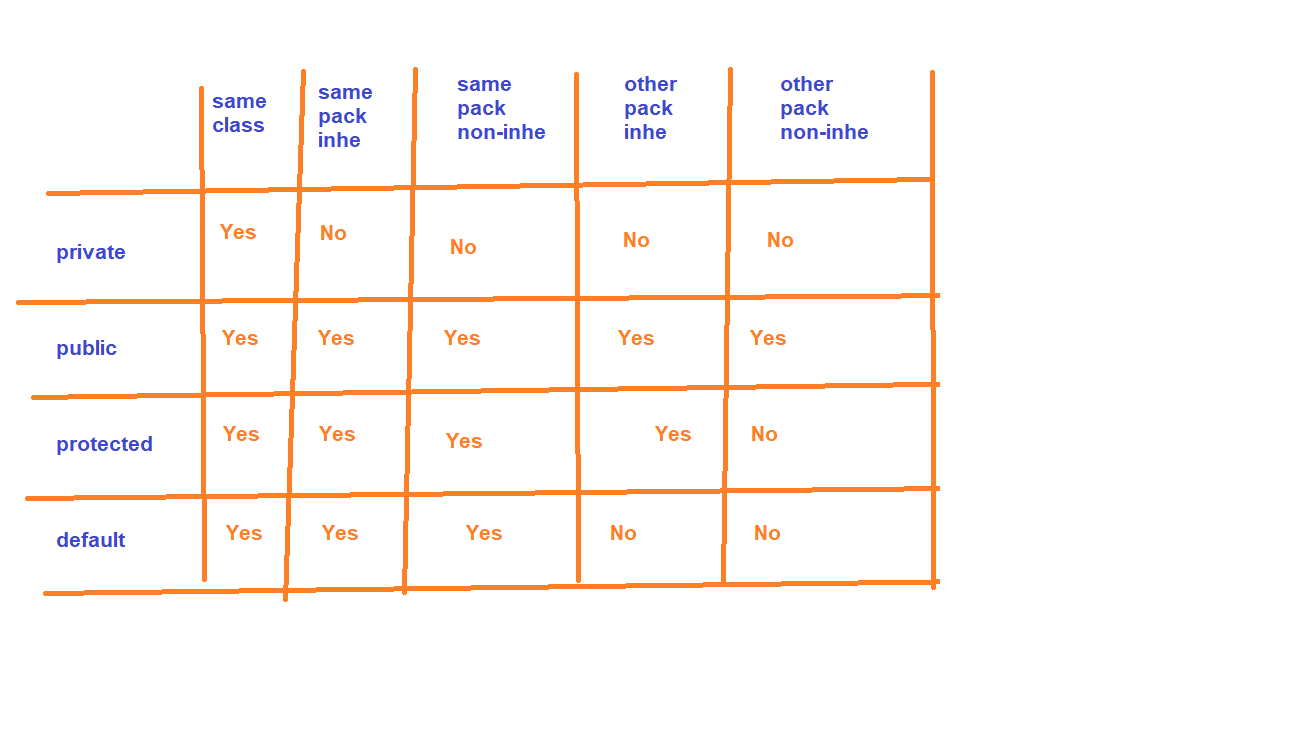 same
class
same
pack
inhe
same
pack
non-inhe
other
pack
inhe
other
pack
non-inhe
private
Yes
No
No
No
No
public
Yes
Yes
Yes
Yes
Yes
protected
Yes
Yes
Yes
Yes
No
default
Yes
Yes
Yes
No
No